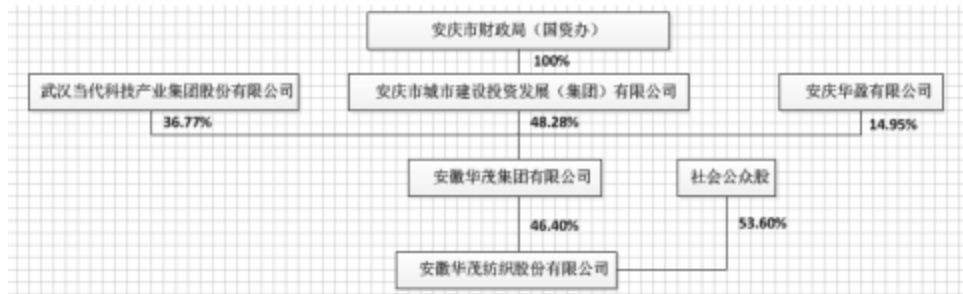 安庆市财政局（国资办）
100%
武汉当代科技产业集团股份有限公司
安庆市城市建设投资发展（集团）有限公司
安庆华盈有限公司
36.77%
48.28%
14.95%
安徽华茂集团有限公司
社会公众股
46.40%
53.60%
安徽华茂纺织股份有限公司